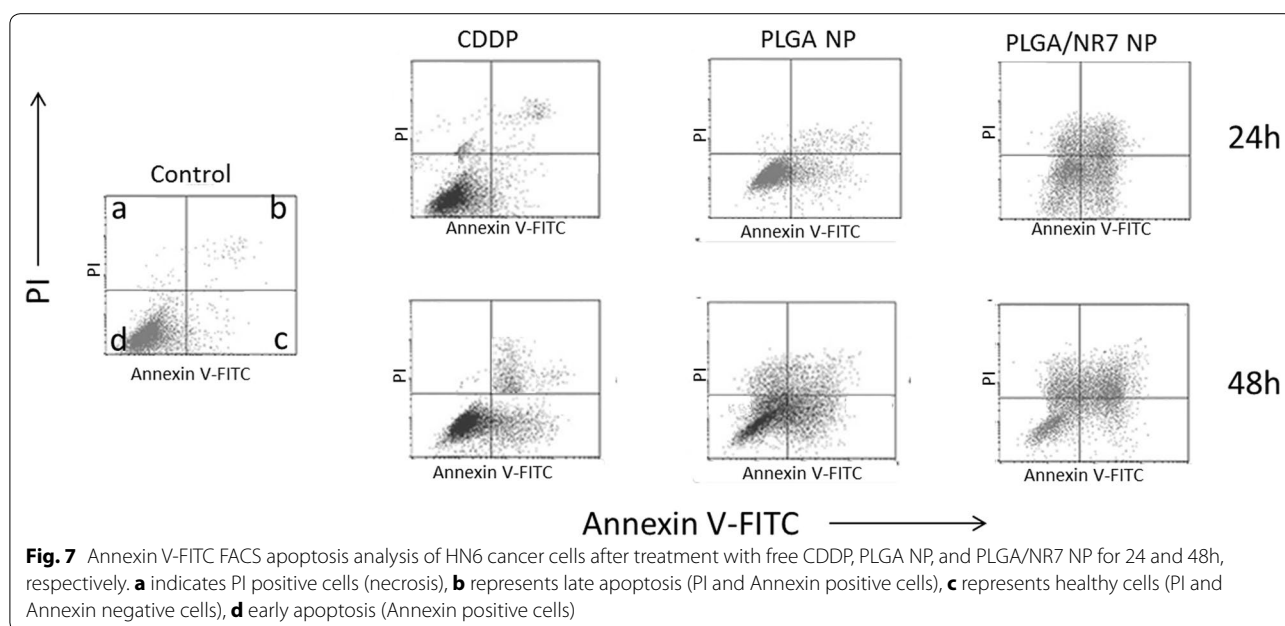 CDDP
PLGA NP
PLGA/NR7 NP
PI
Annexin V-FITC
PI
Annexin V-FITC
PI
Annexin V-FITC
24h
Control
a
b
d
c
PI
Annexin V-FITC
PI
PI
Annexin V-FITC
PI
Annexin V-FITC
PI
Annexin V-FITC
48h
Annexin V-FITC
Fig. 7 Annexin V-FITC FACS apoptosis analysis of HN6 cancer cells after treatment with free CDDP, PLGA NP, and PLGA/NR7 NP for 24 and 48h,
respectively. a indicates PI positive cells (necrosis), b represents late apoptosis (PI and Annexin positive cells), c represents healthy cells (PI and
Annexin negative cells), d early apoptosis (Annexin positive cells)